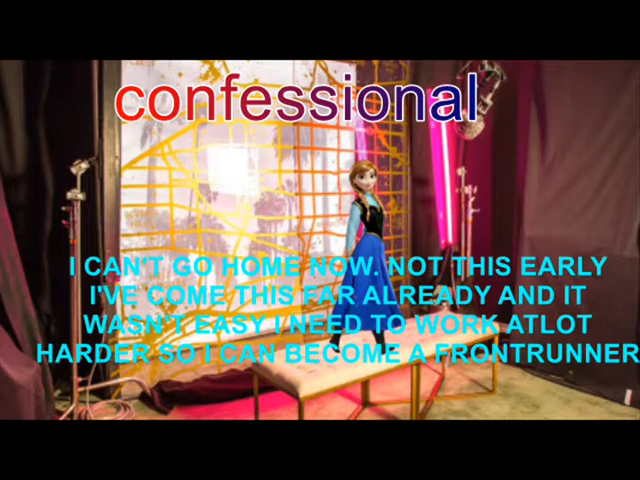 confessional
I CAN'T GO HOME NOW. NOT THIS EARLY
I'VE COME THIS FAR ALREADY AND IT
WASN'T EASY I NEED TO WORK ATLOT
HARDER SO I CAN BECOME A FRONTRUNNER